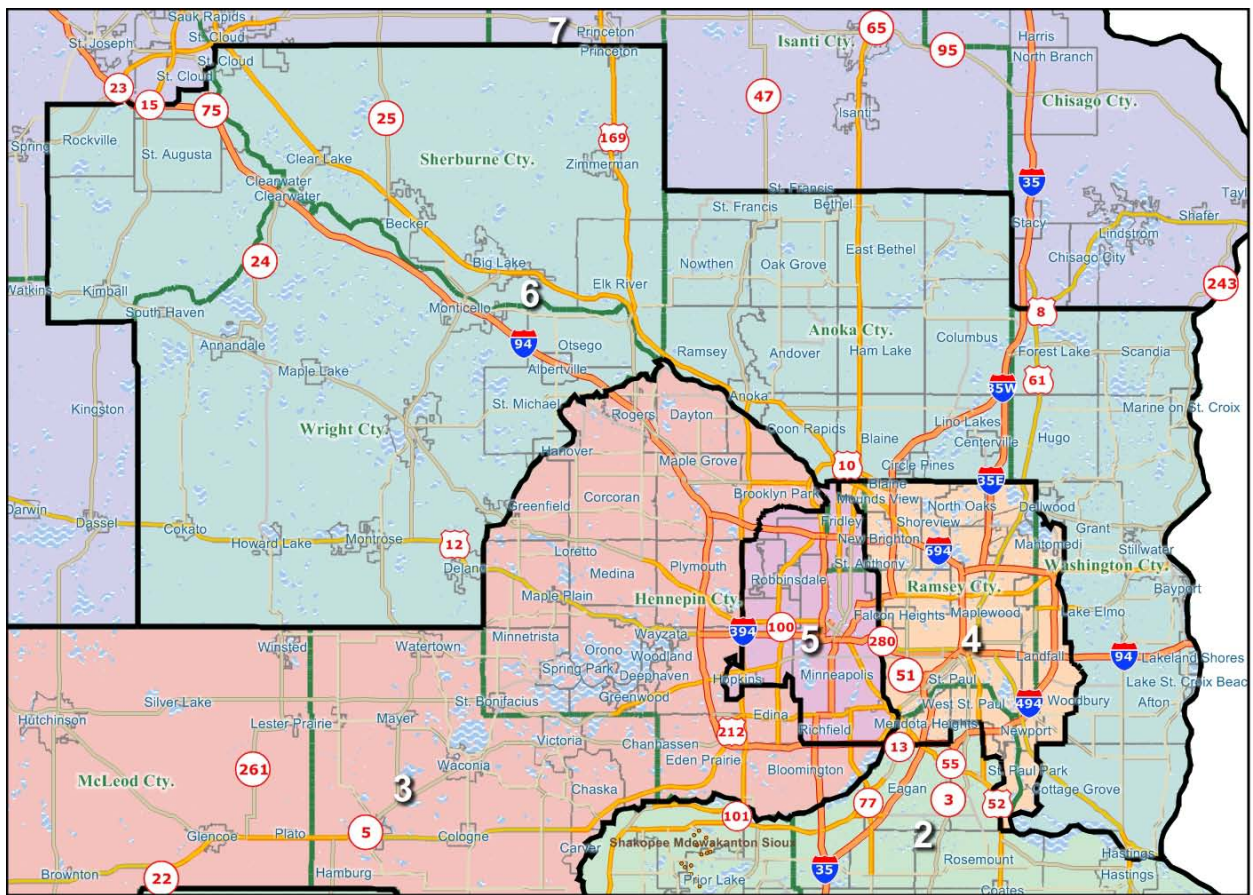 Sauk Rapids
St. Cloud
St. Joseph
St. Cloud
St. Cloud
7
Princeton
Princeton
Isanti Cty.
65
95
Harris
North Branch
23
15
75
25
47
Chisago Cty.
Rockville
Spring
St. Augusta
Isanti
169
Sherburne Cty.
Clear Lake
Zimmerman
Clearwater
Clearwater
35
St. Francis
St. Francis
Bethel
Tayl
Shafer
Lindstrom
Stacy
Becker
Chisago City
24
Big Lake
Nowthen
Oak Grove
East Bethel
243
Watkins
Kimball
South Haven
Elk River
6
Monticello
8
Anoka Cty.
Columbus
94
Otsego
Annandale
Ramsey
Andover
Ham Lake
Forest Lake
Scandia
Maple Lake
Albertville
61
35W
Anoka
Kingston
St. Michael
Rogers
Dayton
Marine on St. Croix
Wright Cty.
Coon Rapids
Lino Lakes
Hanover
Blaine
Centerville
Hugo
Maple Grove
10
Circle Pines
35E
Blaine
Corcoran
Brooklyn Park
Mounds View
North Oaks
Dellwood
Darwin
Dassel
Greenfield
Fridley
Shoreview
Grant
Cokato
Howard Lake
Montrose
12
New Brighton
694
Mantomedi
Stillwater
Loretto
Delano
Plymouth
St. Anthony
Washington Cty.
Medina
Robbinsdale
Ramsey Cty.
Bayport
Maple Plain
Hennepin Cty.
Falcon Heights
Maplewood
Lake Elmo
Minnetrista
Wayzata
394
100
5
280
4
Winsted
Watertown
Orono
Woodland
Landfall
94
Lakeland Shores
Spring Park
Deephaven
Hopkins
Minneapolis
51
St. Paul
Lake St. Croix Beac
Greenwood
West St. Paul
494
Woodbury
Afton
Hutchinson
Silver Lake
Lester Prairie
Mayer
St. Bonifacius
Edina
Richfield
Mendota Heights
Newport
Victoria
Chanhassen
212
13
McLeod Cty.
261
Waconia
Eden Prairie
Bloomington
55
St. Paul Park
3
Chaska
Eagan
Cottage Grove
77
3
52
Glencoe
Plato
5
Cologne
101
2
Carver
Shakopee Mdewakanton Sioux
Rosemount
Hastings
Brownton
22
Hamburg
Prior Lake
35
Coates
Hastings